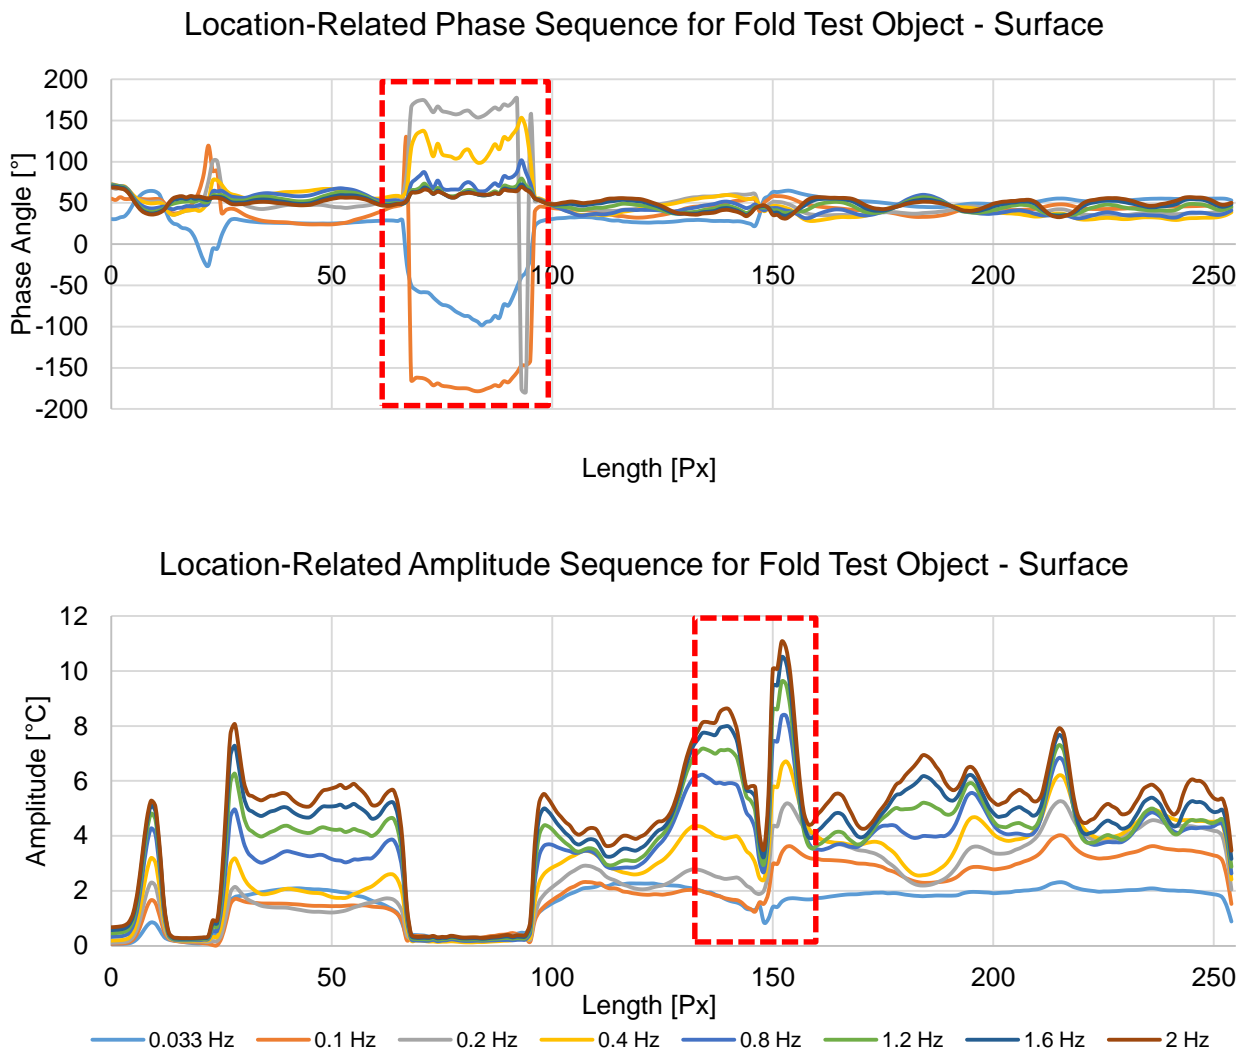 Location-Related Phase Sequence for Fold Test Object - Surface
Phase Angle [°]
200
150
100
50
0
-50
-100
-150
-200
0 50 100 150 200 250
Length [Px]
Location-Related Amplitude Sequence for Fold Test Object - Surface
Amplitude [°C]
12
10
8
6
4
2
0
0 50 100 150 200 250
Length [Px]
0.033 Hz 0.1 Hz 0.2 Hz 0.4 Hz 0.8 Hz 1.2 Hz 1.6 Hz 2 Hz